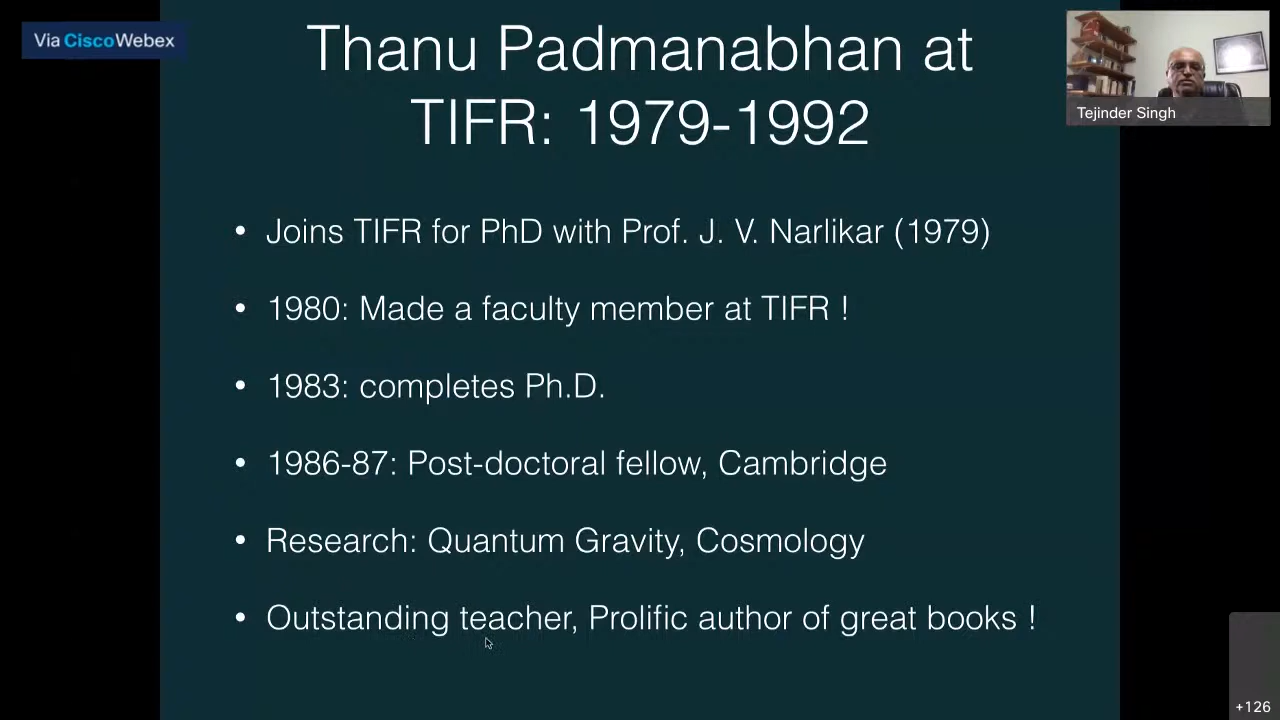 Via CiscoWebex
Thanu Padmanabhan at
TIFR: 1979-1992
Tejinder Singh
• Joins TIFR for PhD with Prof. J. V. Narlikar (1979)
• 1980: Made a faculty member at TIFR !
• 1983: completes Ph.D.
• 1986-87: Post-doctoral fellow, Cambridge
• Research: Quantum Gravity, Cosmology
• Outstanding teacher, Prolific author of great books !
+126